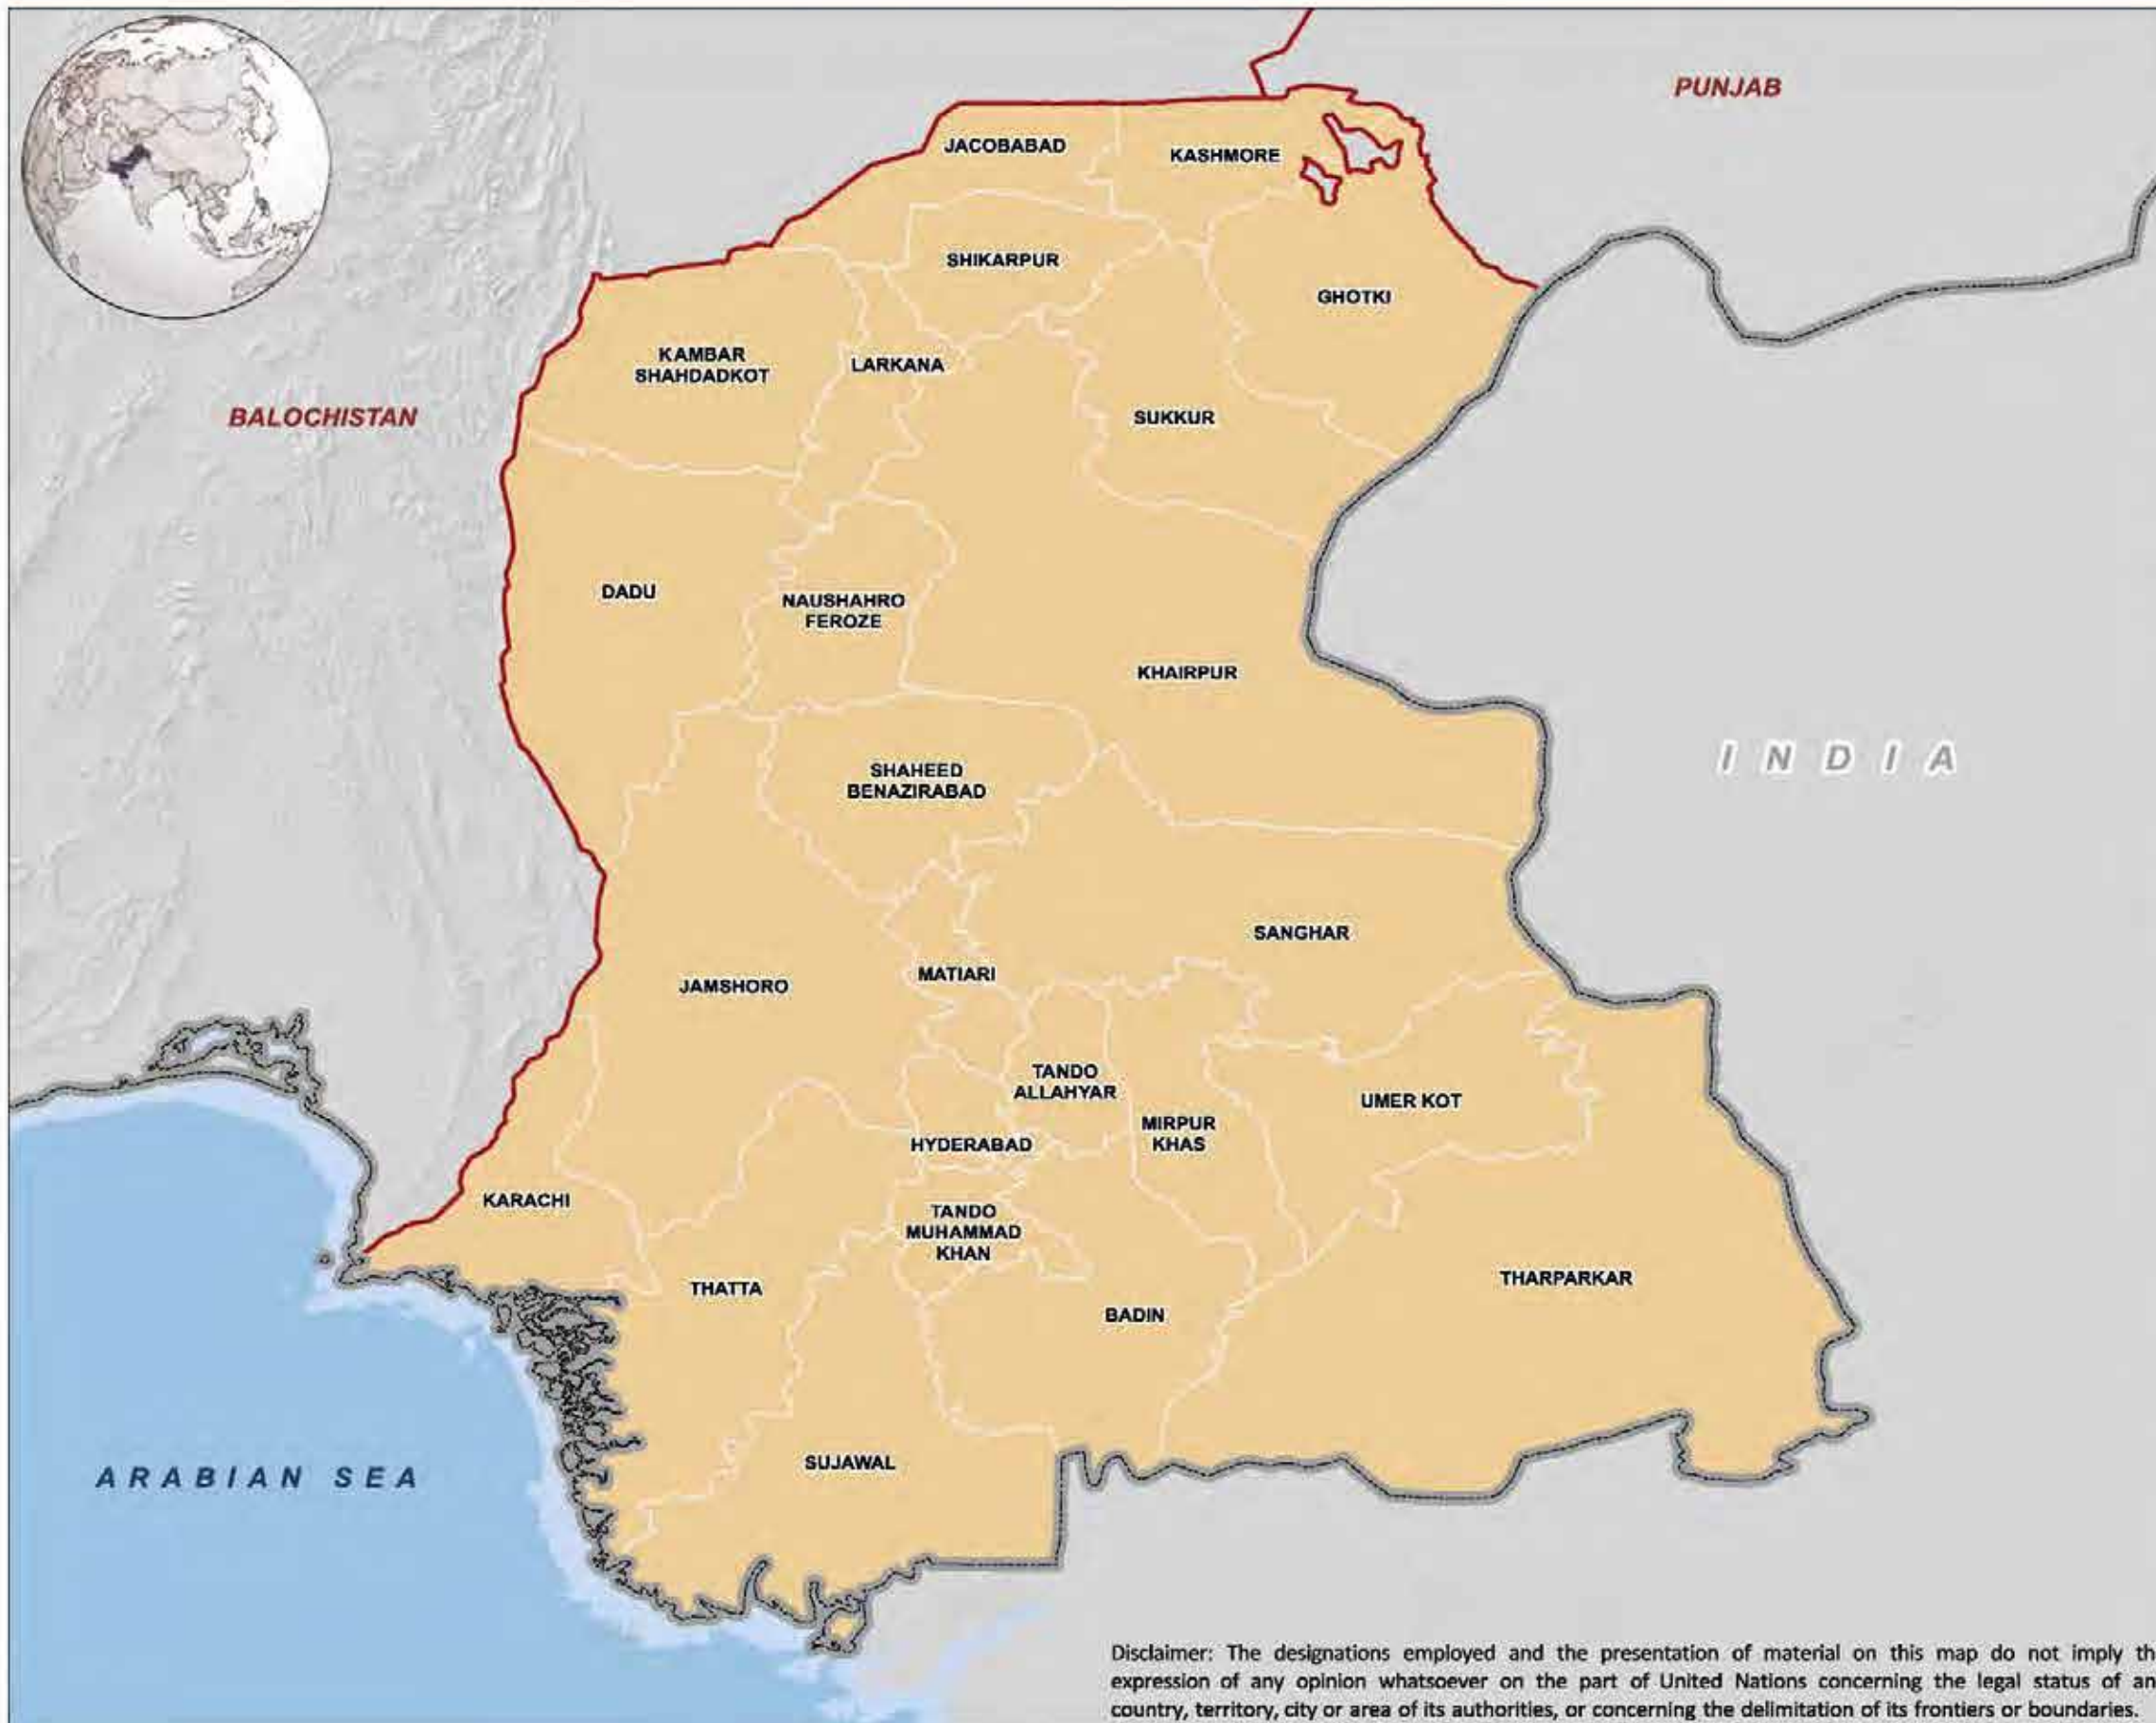 PUNJAB
JACOBABAD
KASHMORE
SHIKARPUR
GHOTKI
KAMBAR
SHAHDADKOT
LARKANA
BALOCHISTAN
SUKKUR
DADU
NAUSHAHRO
FEROZE
KHAIRPUR
INDIA
SHAHEED
BENAZIRABAD
SANGHAR
MATIARI
JAMSHORO
TANDO
ALLAHYAR
UMER KOT
MIRPUR
KHAS
HYDERABAD
KARACHI
TANDO
MUHAMMAD
KHAN
THARPARKAR
THATTA
BADIN
SUJAWAL
ARABIAN SEA
Disclaimer: The designations employed and the presentation of material on this map do not imply th
expression of any opinion whatsoever on the part of United Nations concerning the legal status of an
country, territory, city or area of its authorities, or concerning the delimitation of its frontiers or boundaries.